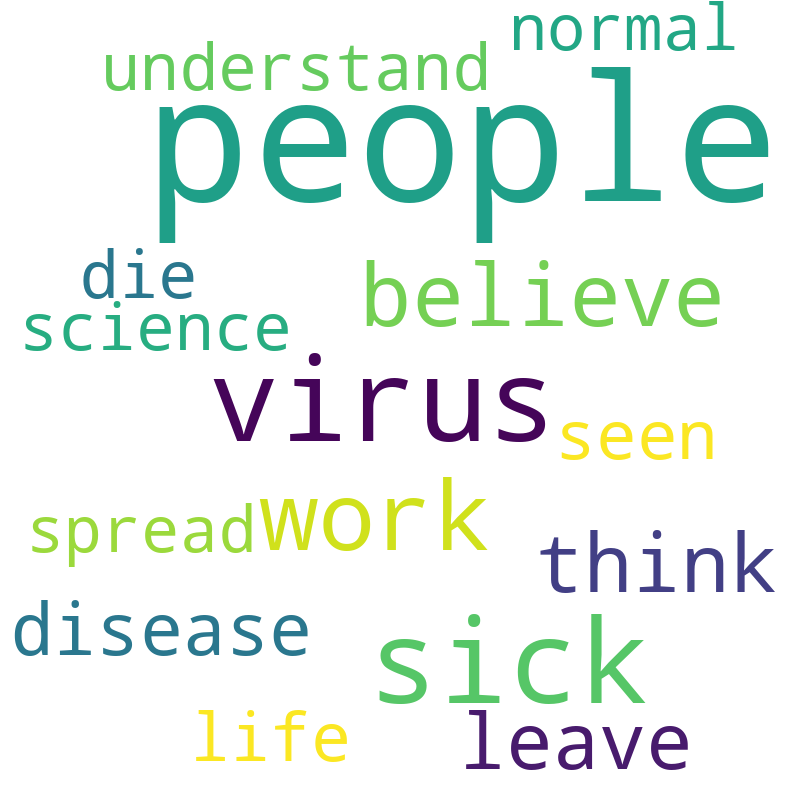 normal
understand
people
die
believe
science
virus
seen
work
spread
think
disease
sick
life
leave